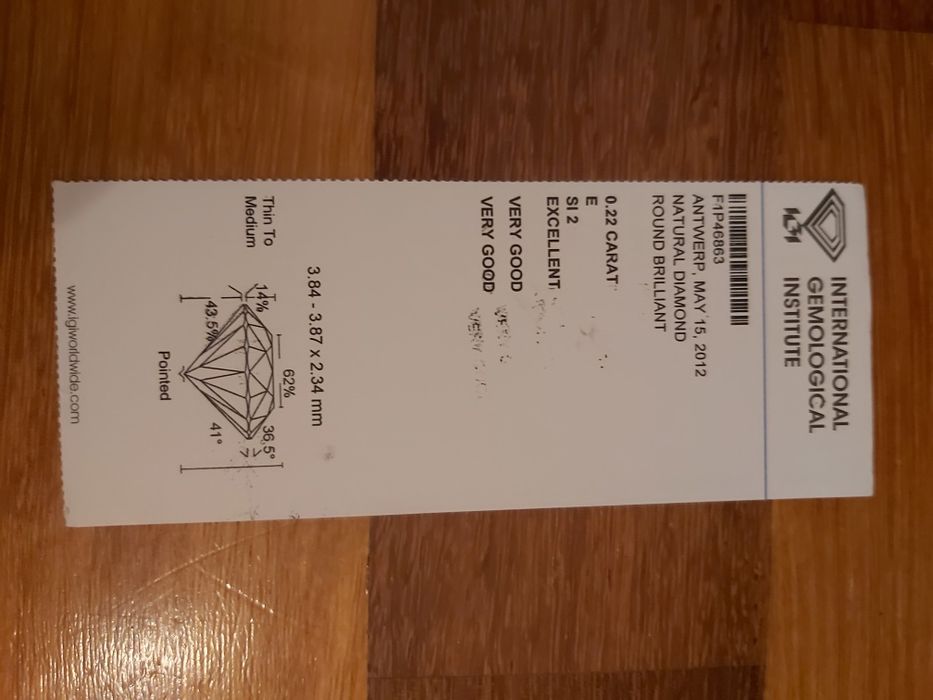 IGI
INTERNATIONAL
GEMOLOGICAL
INSTITUTE
F1P46863
ANTWERP, MAY 15, 2012
NATURAL DIAMOND
ROUND BRILLIANT
0.22 CARAT
E
SI 2
EXCELLENT
VERY GOOD
VERY GOOD
3.84 - 3.87 x 2.34 mm
62%
Thin To
Medium
14%
36,5°
43.5%
41°
Pointed
www.igiworldwide.com